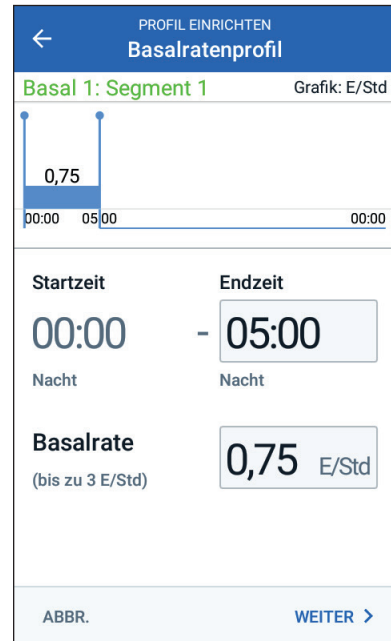 PROFIL EINRICHTEN
Basalratenprofil
Basal 1: Segment 1 Grafik: E/Std
0,75
00:00 05:00 00:00
Startzeit Endzeit
00:00 - 05:00
Nacht Nacht
Basalrate 0,75 E/Std
(bis zu 3 E/Std)
ABBR. WEITER >